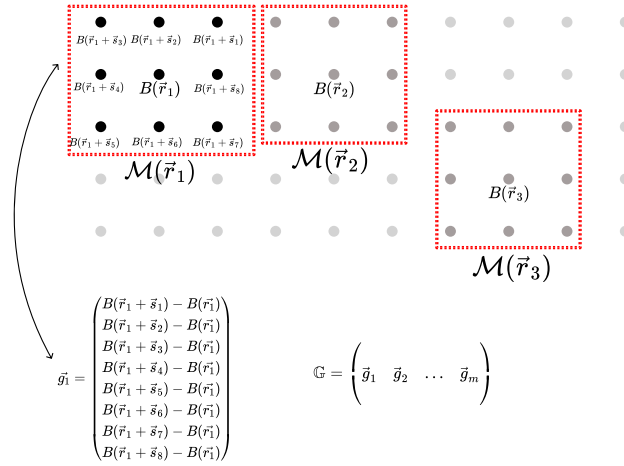 B(r⃗₁ + s⃗₃) B(r⃗₁ + s⃗₂) B(r⃗₁ + s⃗₁)
B(r⃗₁ + s⃗₄) B(r⃗₁) B(r⃗₁ + s⃗₈) B(r⃗₂)
B(r⃗₁ + s⃗₅) B(r⃗₁ + s⃗₆) B(r⃗₁ + s⃗₇)
ℳ(r⃗₁) ℳ(r⃗₂)
B(r⃗₃)
ℳ(r⃗₃)
B(r⃗₁ + s⃗₁) − B(r⃗₁)
B(r⃗₁ + s⃗₂) − B(r⃗₁)
B(r⃗₁ + s⃗₃) − B(r⃗₁)
g⃗₁ = B(r⃗₁ + s⃗₄) − B(r⃗₁)
B(r⃗₁ + s⃗₅) − B(r⃗₁)
B(r⃗₁ + s⃗₆) − B(r⃗₁)
B(r⃗₁ + s⃗₇) − B(r⃗₁)
B(r⃗₁ + s⃗₈) − B(r⃗₁)
𝔾 = (g⃗₁ g⃗₂ … g⃗ₘ)